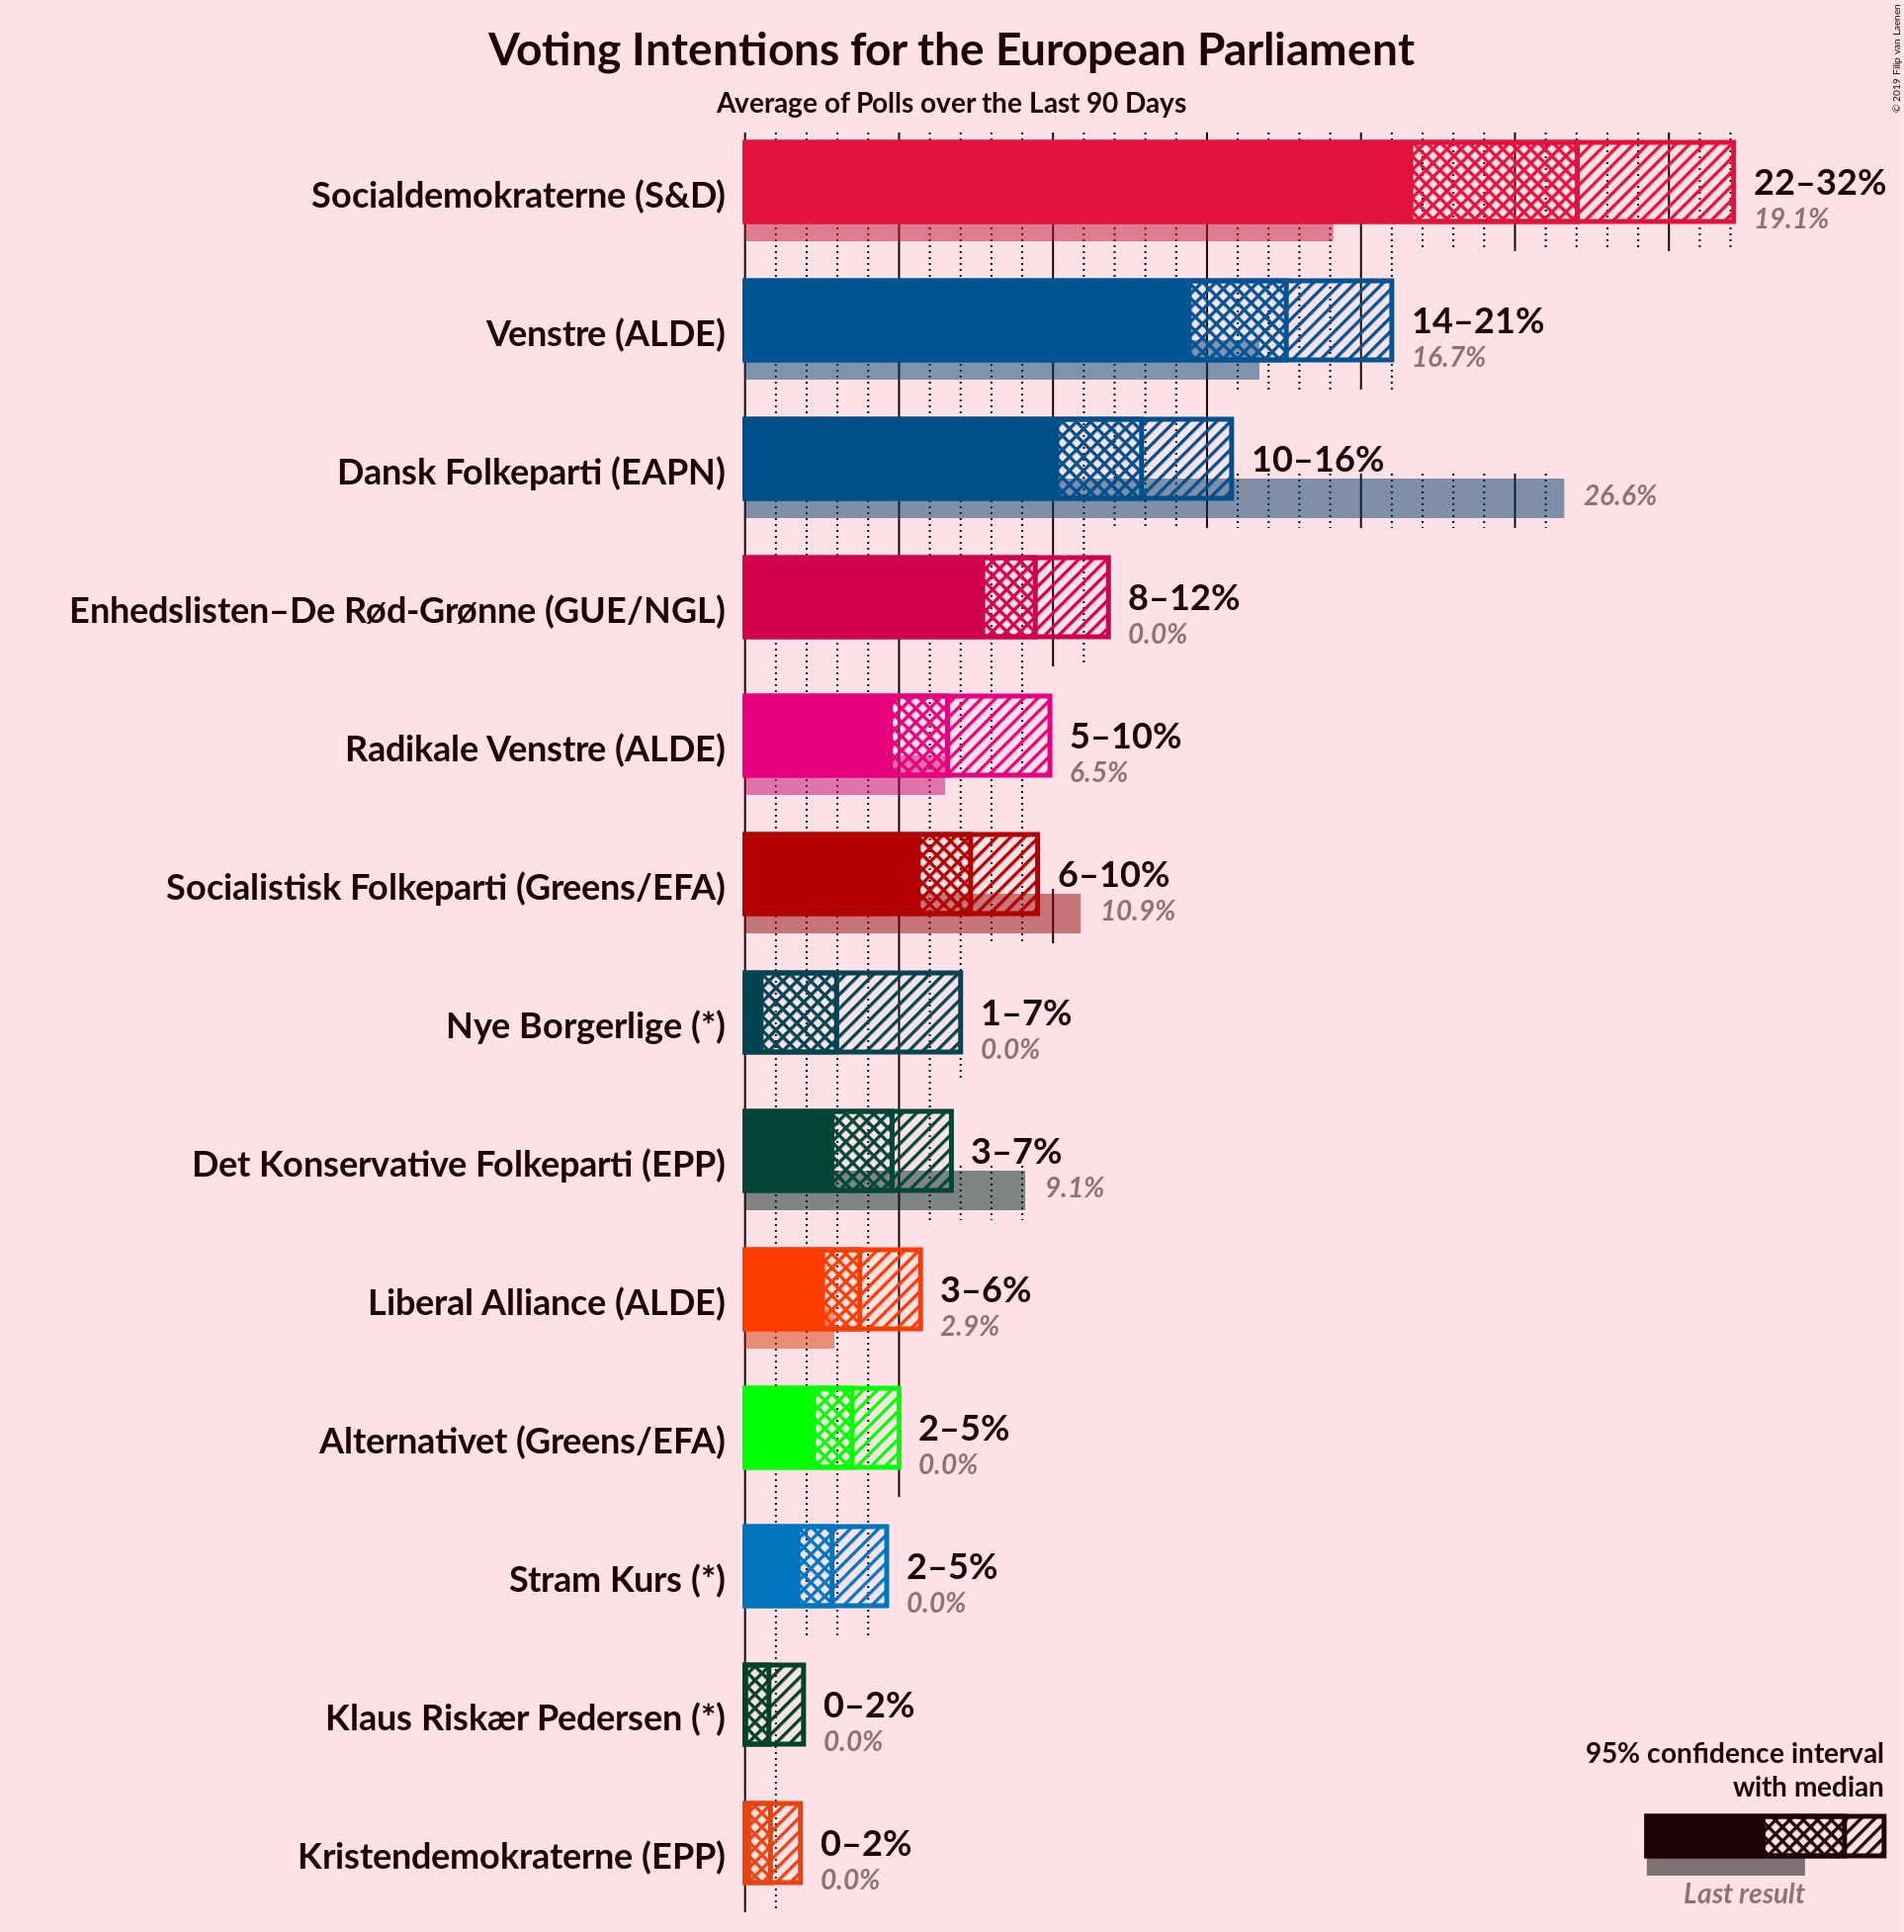 © 2019 Filip van Laenen
Voting Intentions for the European Parliament
Average of Polls over the Last 90 Days
Socialdemokraterne (S&D)
22–32%
19.1%
Venstre (ALDE)
14–21%
16.7%
Dansk Folkeparti (EAPN)
10–16%
26.6%
Enhedslisten–De Rød-Grønne (GUE/NGL)
8–12%
0.0%
Radikale Venstre (ALDE)
5–10%
6.5%
Socialistisk Folkeparti (Greens/EFA)
6–10%
10.9%
Nye Borgerlige (*)
1–7%
0.0%
Det Konservative Folkeparti (EPP)
3–7%
9.1%
Liberal Alliance (ALDE)
3–6%
2.9%
Alternativet (Greens/EFA)
2–5%
0.0%
Stram Kurs (*)
2–5%
0.0%
Klaus Riskær Pedersen (*)
0–2%
0.0%
Kristendemokraterne (EPP)
0–2%
0.0%
95% confidence interval
with median
Last result